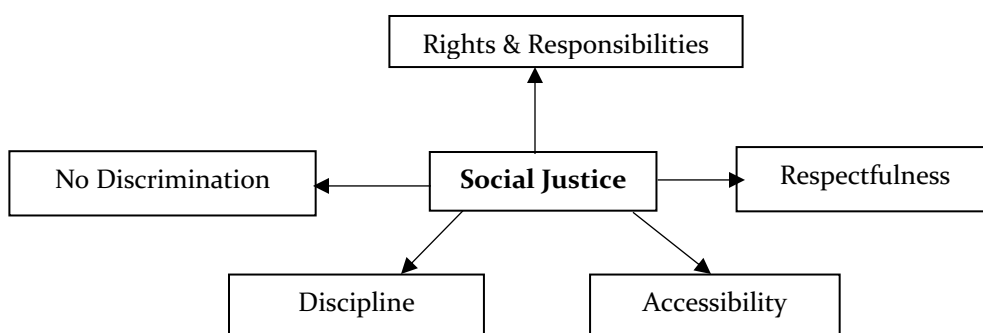 Rights & Responsibilities
No Discrimination
Social Justice
Respectfulness
Discipline
Accessibility